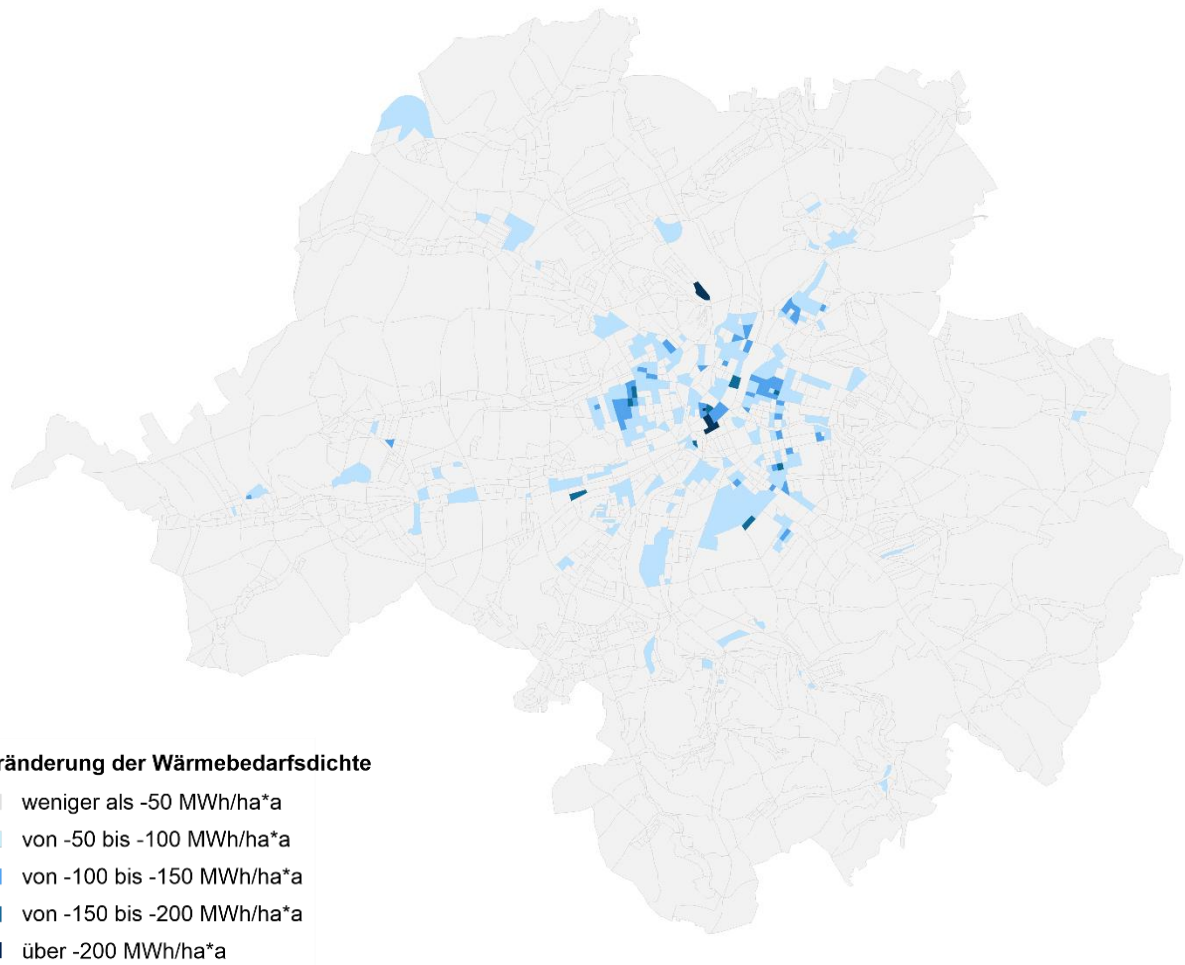 ränderung der Wärmebedarfsdichte
weniger als -50 MWh/ha*a
von -50 bis -100 MWh/ha*a
von -100 bis -150 MWh/ha*a
von -150 bis -200 MWh/ha*a
über -200 MWh/ha*a